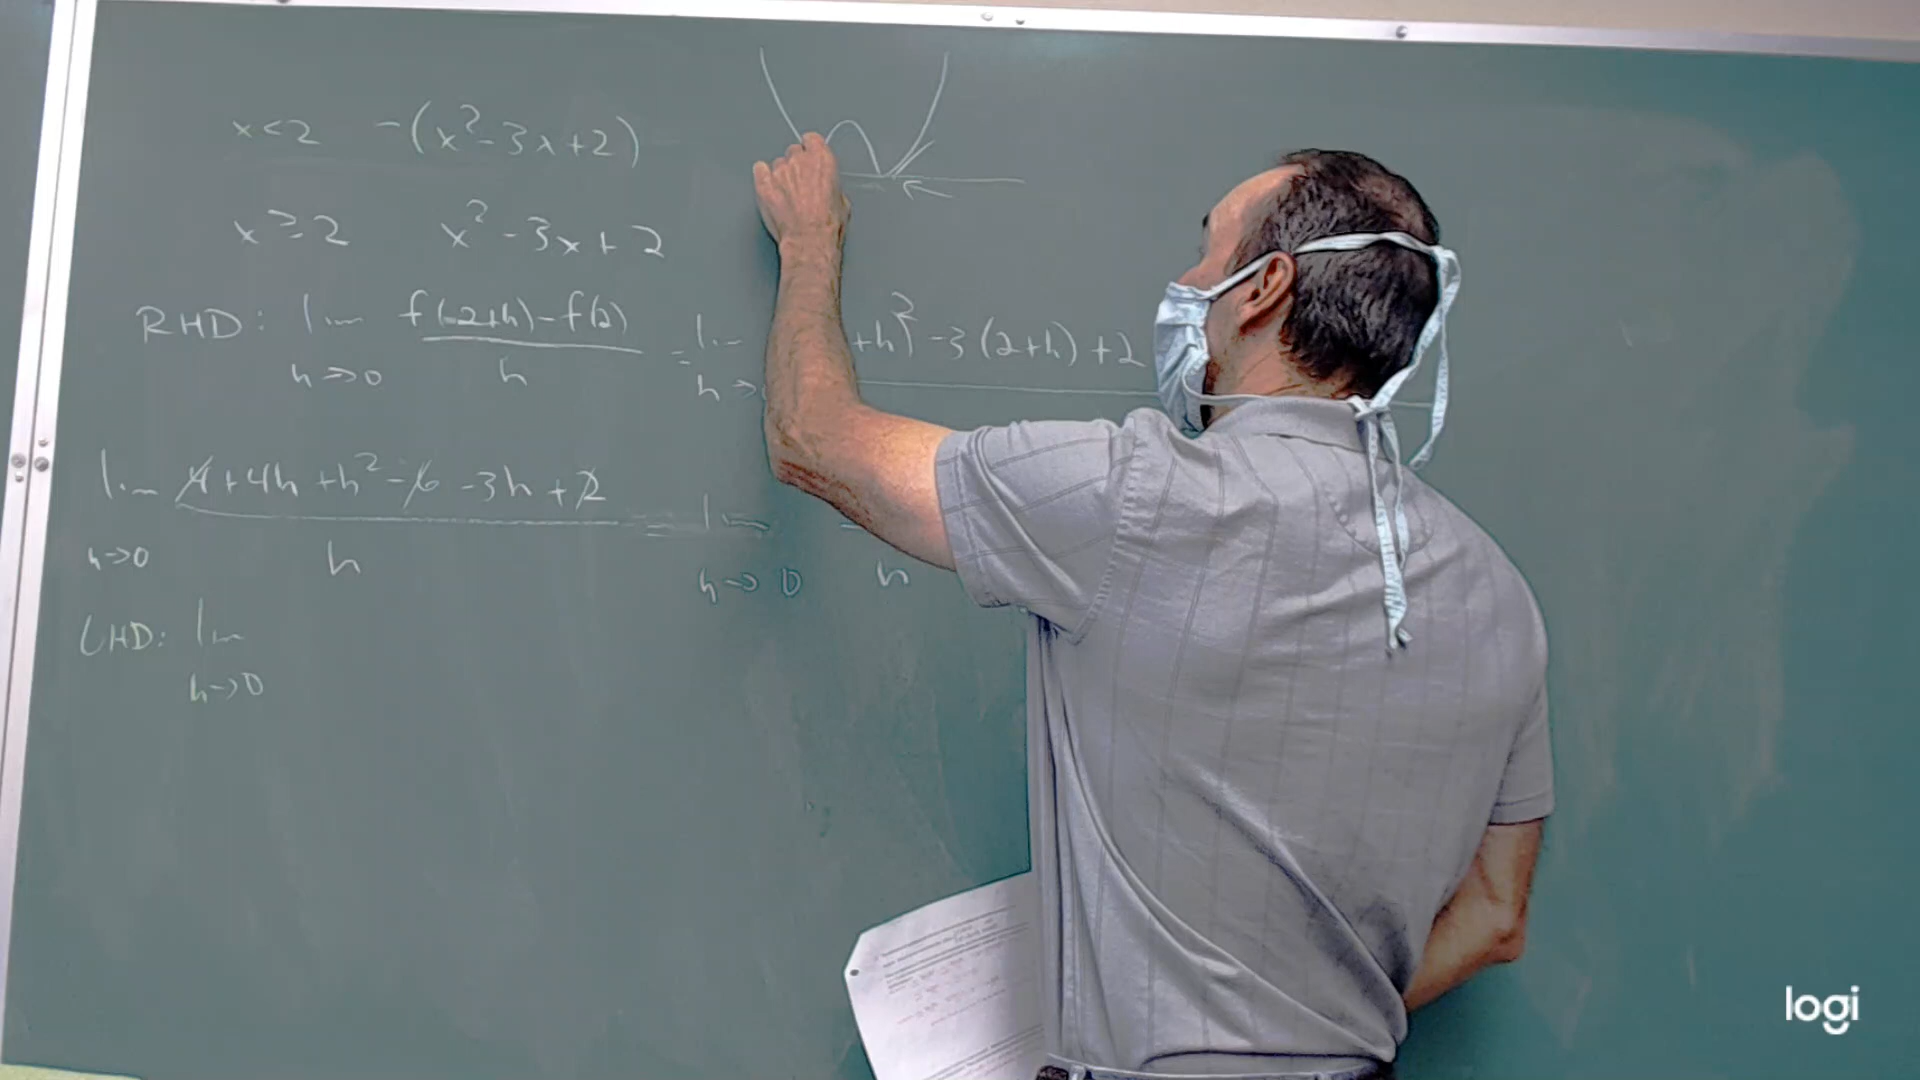 x<2 -(x²-3x+2)
x≥2 x²-3x+2
RHD: lim f(2+h)-f(2) = lim +h)²-3(2+h)+2
h→0 h h→
lim 4+4h+h²-6-3h+2 = lim
h→0 h h→0 h
LHD: lim
h→0
logi